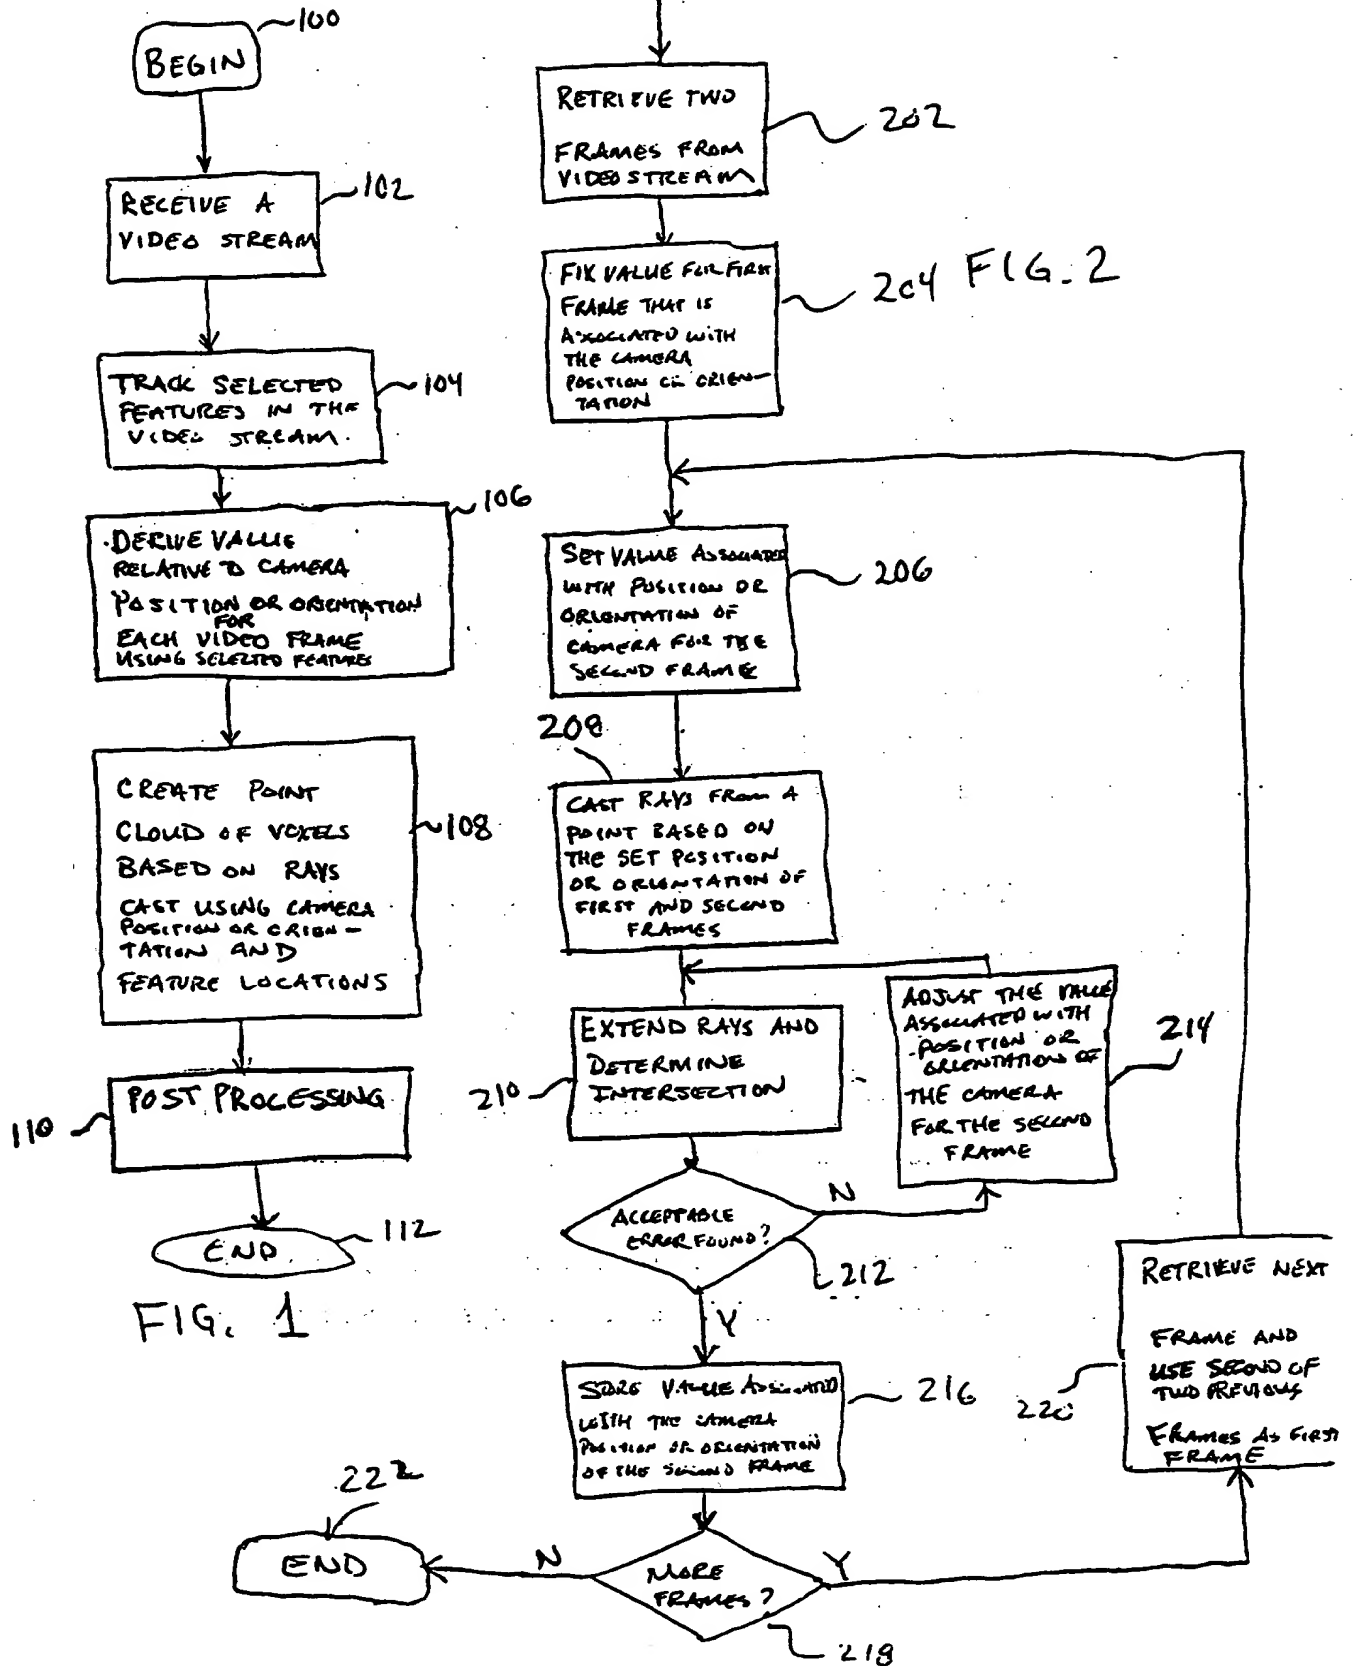 100
BEGIN
102
RECEIVE A
VIDEO STREAM
104
TRACK SELECTED
FEATURES IN THE
VIDEO STREAM.
106
DERIVE VALUE
RELATIVE TO CAMERA
POSITION OR ORIENTATION
FOR
EACH VIDEO FRAME
USING SELECTED FEATURES
CREATE POINT
CLOUD OF VOXELS
108
BASED ON RAYS
CAST USING CAMERA
POSITION OR ORIEN-
TATION AND
FEATURE LOCATIONS
POST PROCESSING
110
END
112
FIG. 1
RETRIEVE TWO
FRAMES FROM
VIDEO STREAM
202
FIX VALUE FOR FIRST
FRAME THAT IS
ASSOCIATED WITH
THE CAMERA
POSITION OR ORIEN-
TATION
204
FIG. 2
SET VALUE ASSOCIATED
WITH POSITION OR
ORIENTATION OF
CAMERA FOR THE
SECOND FRAME
206
208
CAST RAYS FROM A
POINT BASED ON
THE SET POSITION
OR ORIENTATION OF
FIRST AND SECOND
FRAMES
EXTEND RAYS AND
DETERMINE
INTERSECTION
210
ADJUST THE VALUE
ASSOCIATED WITH
POSITION OR
ORIENTATION OF
THE CAMERA
FOR THE SECOND
FRAME
214
ACCEPTABLE
ERROR FOUND?
N
212
Y
STORE VALUE ASSOCIATED
WITH THE CAMERA
POSITION OR ORIENTATION
OF THE SECOND FRAME
216
MORE
FRAMES?
N
Y
218
222
END
RETRIEVE NEXT
FRAME AND
USE SECOND OF
TWO PREVIOUS
FRAMES AS FIRST
FRAME
220